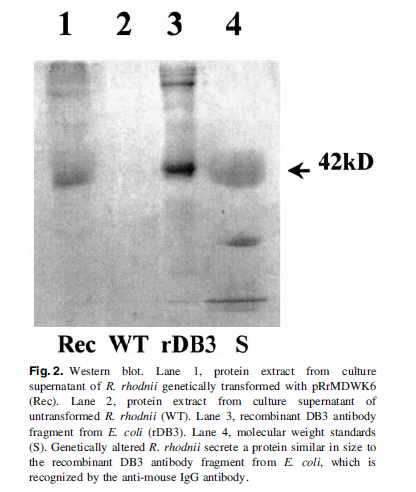 1 2 3 4
42kD
Rec WT rDB3 S
Fig. 2. Western blot. Lane 1, protein extract from culture
supernatant of R. rhodnii genetically transformed with pRrMDWK6
(Rec). Lane 2, protein extract from culture supernatant of
untransformed R. rhodnii (WT). Lane 3, recombinant DB3 antibody
fragment from E. coli (rDB3). Lane 4, molecular weight standards
(S). Genetically altered R. rhodnii secrete a protein similar in size to
the recombinant DB3 antibody fragment from E. coli, which is
recognized by the anti-mouse IgG antibody.